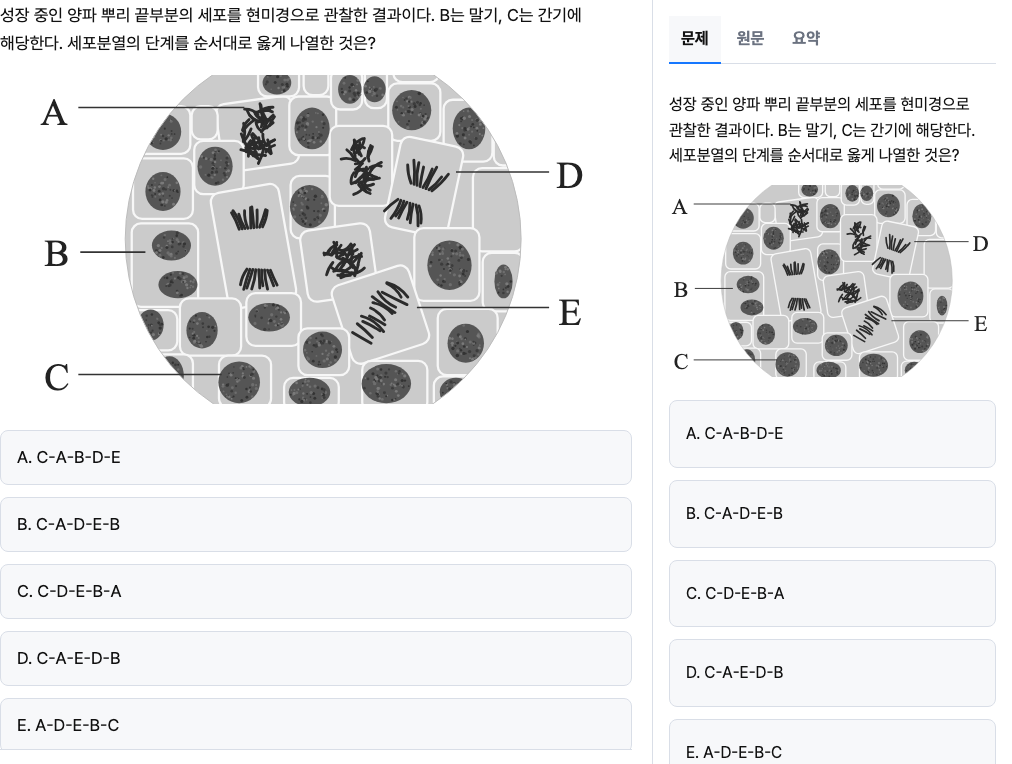 성장 중인 양파 뿌리 끝부분의 세포를 현미경으로 관찰한 결과이다. B는 말기, C는 간기에
해당한다. 세포분열의 단계를 순서대로 옳게 나열한 것은?
A
B
C
D
E
A. C-A-B-D-E
B. C-A-D-E-B
C. C-D-E-B-A
D. C-A-E-D-B
E. A-D-E-B-C
문제 원문 요약
성장 중인 양파 뿌리 끝부분의 세포를 현미경으로
관찰한 결과이다. B는 말기, C는 간기에 해당한다.
세포분열의 단계를 순서대로 옳게 나열한 것은?
A
B
C
D
E
A. C-A-B-D-E
B. C-A-D-E-B
C. C-D-E-B-A
D. C-A-E-D-B
E. A-D-E-B-C